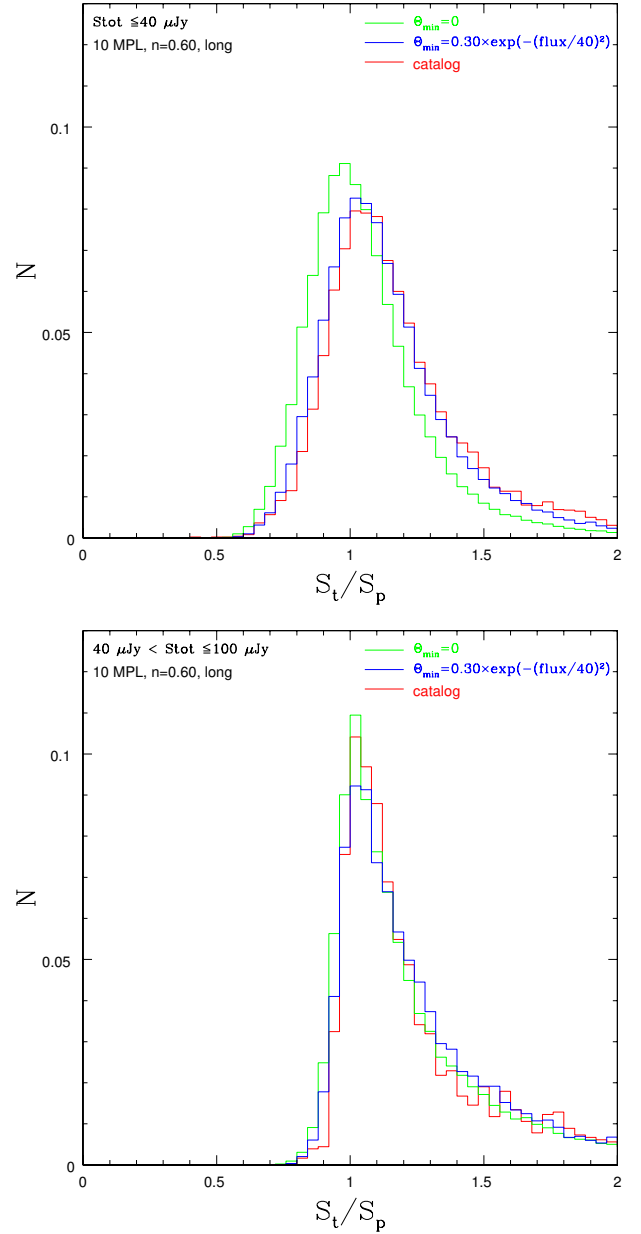 Stot ≦40 μJy
10 MPL, n=0.60, long
Θmin=0
Θmin=0.30×exp(−(flux/40)²)
catalog
0.1
N
0.05
0
0 0.5 1 1.5 2
St/Sp
40 μJy < Stot ≦100 μJy
10 MPL, n=0.60, long
Θmin=0
Θmin=0.30×exp(−(flux/40)²)
catalog
0.1
N
0.05
0
0 0.5 1 1.5 2
St/Sp